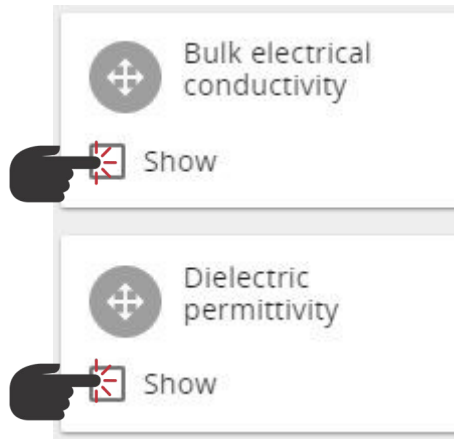 Bulk electrical
conductivity
Show
Dielectric
permittivity
Show